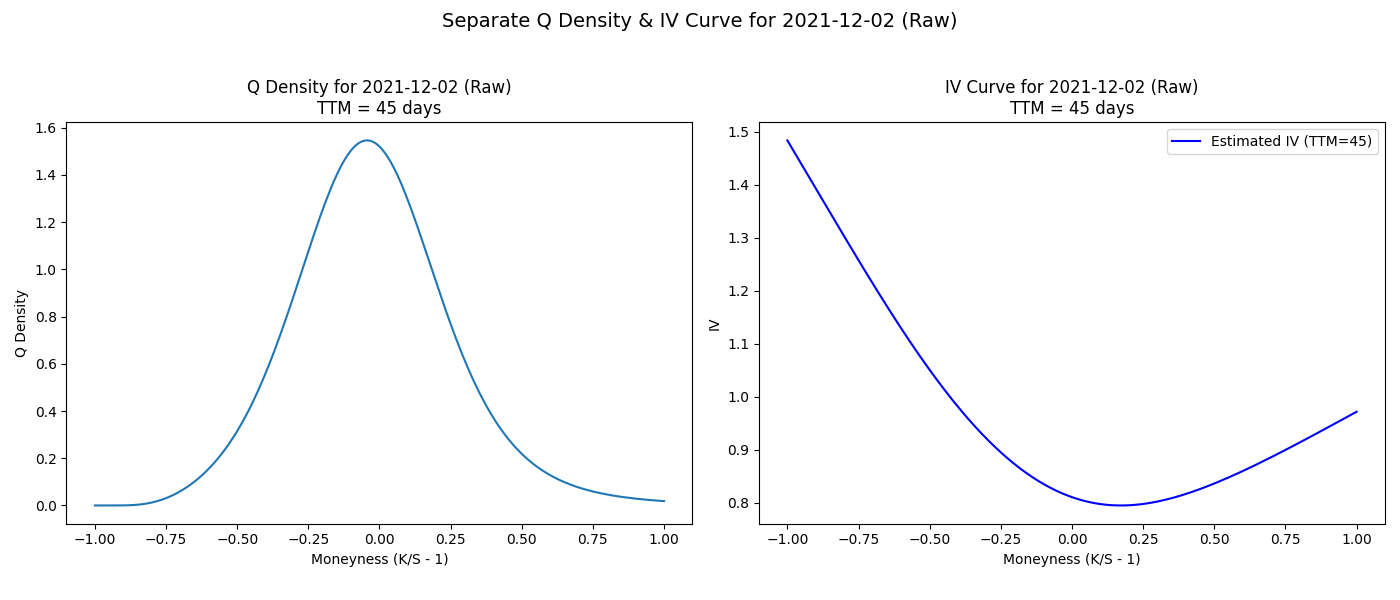 Separate Q Density & IV Curve for 2021-12-02 (Raw)
Q Density for 2021-12-02 (Raw)
TTM = 45 days
1.6
1.4
1.2
1.0
0.8
0.6
0.4
0.2
0.0
Q Density
−1.00 −0.75 −0.50 −0.25 0.00 0.25 0.50 0.75 1.00
Moneyness (K/S - 1)
IV Curve for 2021-12-02 (Raw)
TTM = 45 days
Estimated IV (TTM=45)
1.5
1.4
1.3
1.2
1.1
1.0
0.9
0.8
IV
−1.00 −0.75 −0.50 −0.25 0.00 0.25 0.50 0.75 1.00
Moneyness (K/S - 1)